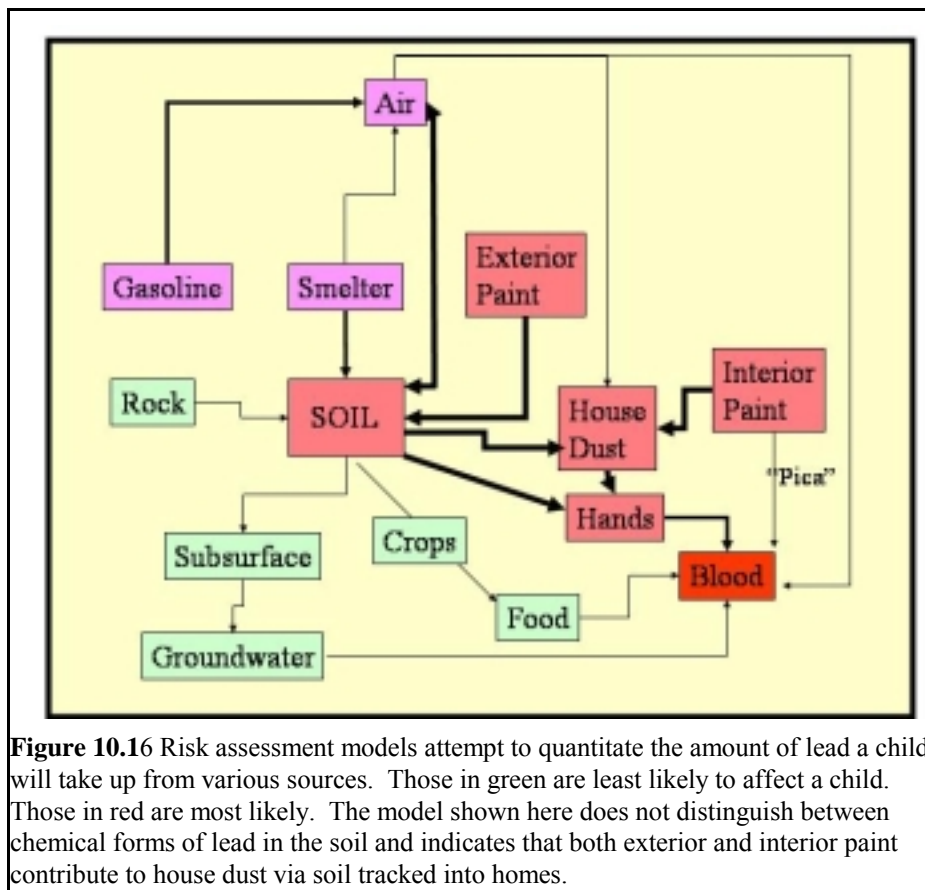 Air
Gasoline
Smelter
Exterior
Paint
Rock
SOIL
House
Dust
Interior
Paint
"Pica"
Hands
Crops
Subsurface
Blood
Food
Groundwater
Figure 10.16 Risk assessment models attempt to quantitate the amount of lead a child
will take up from various sources.  Those in green are least likely to affect a child.
Those in red are most likely.  The model shown here does not distinguish between
chemical forms of lead in the soil and indicates that both exterior and interior paint
contribute to house dust via soil tracked into homes.